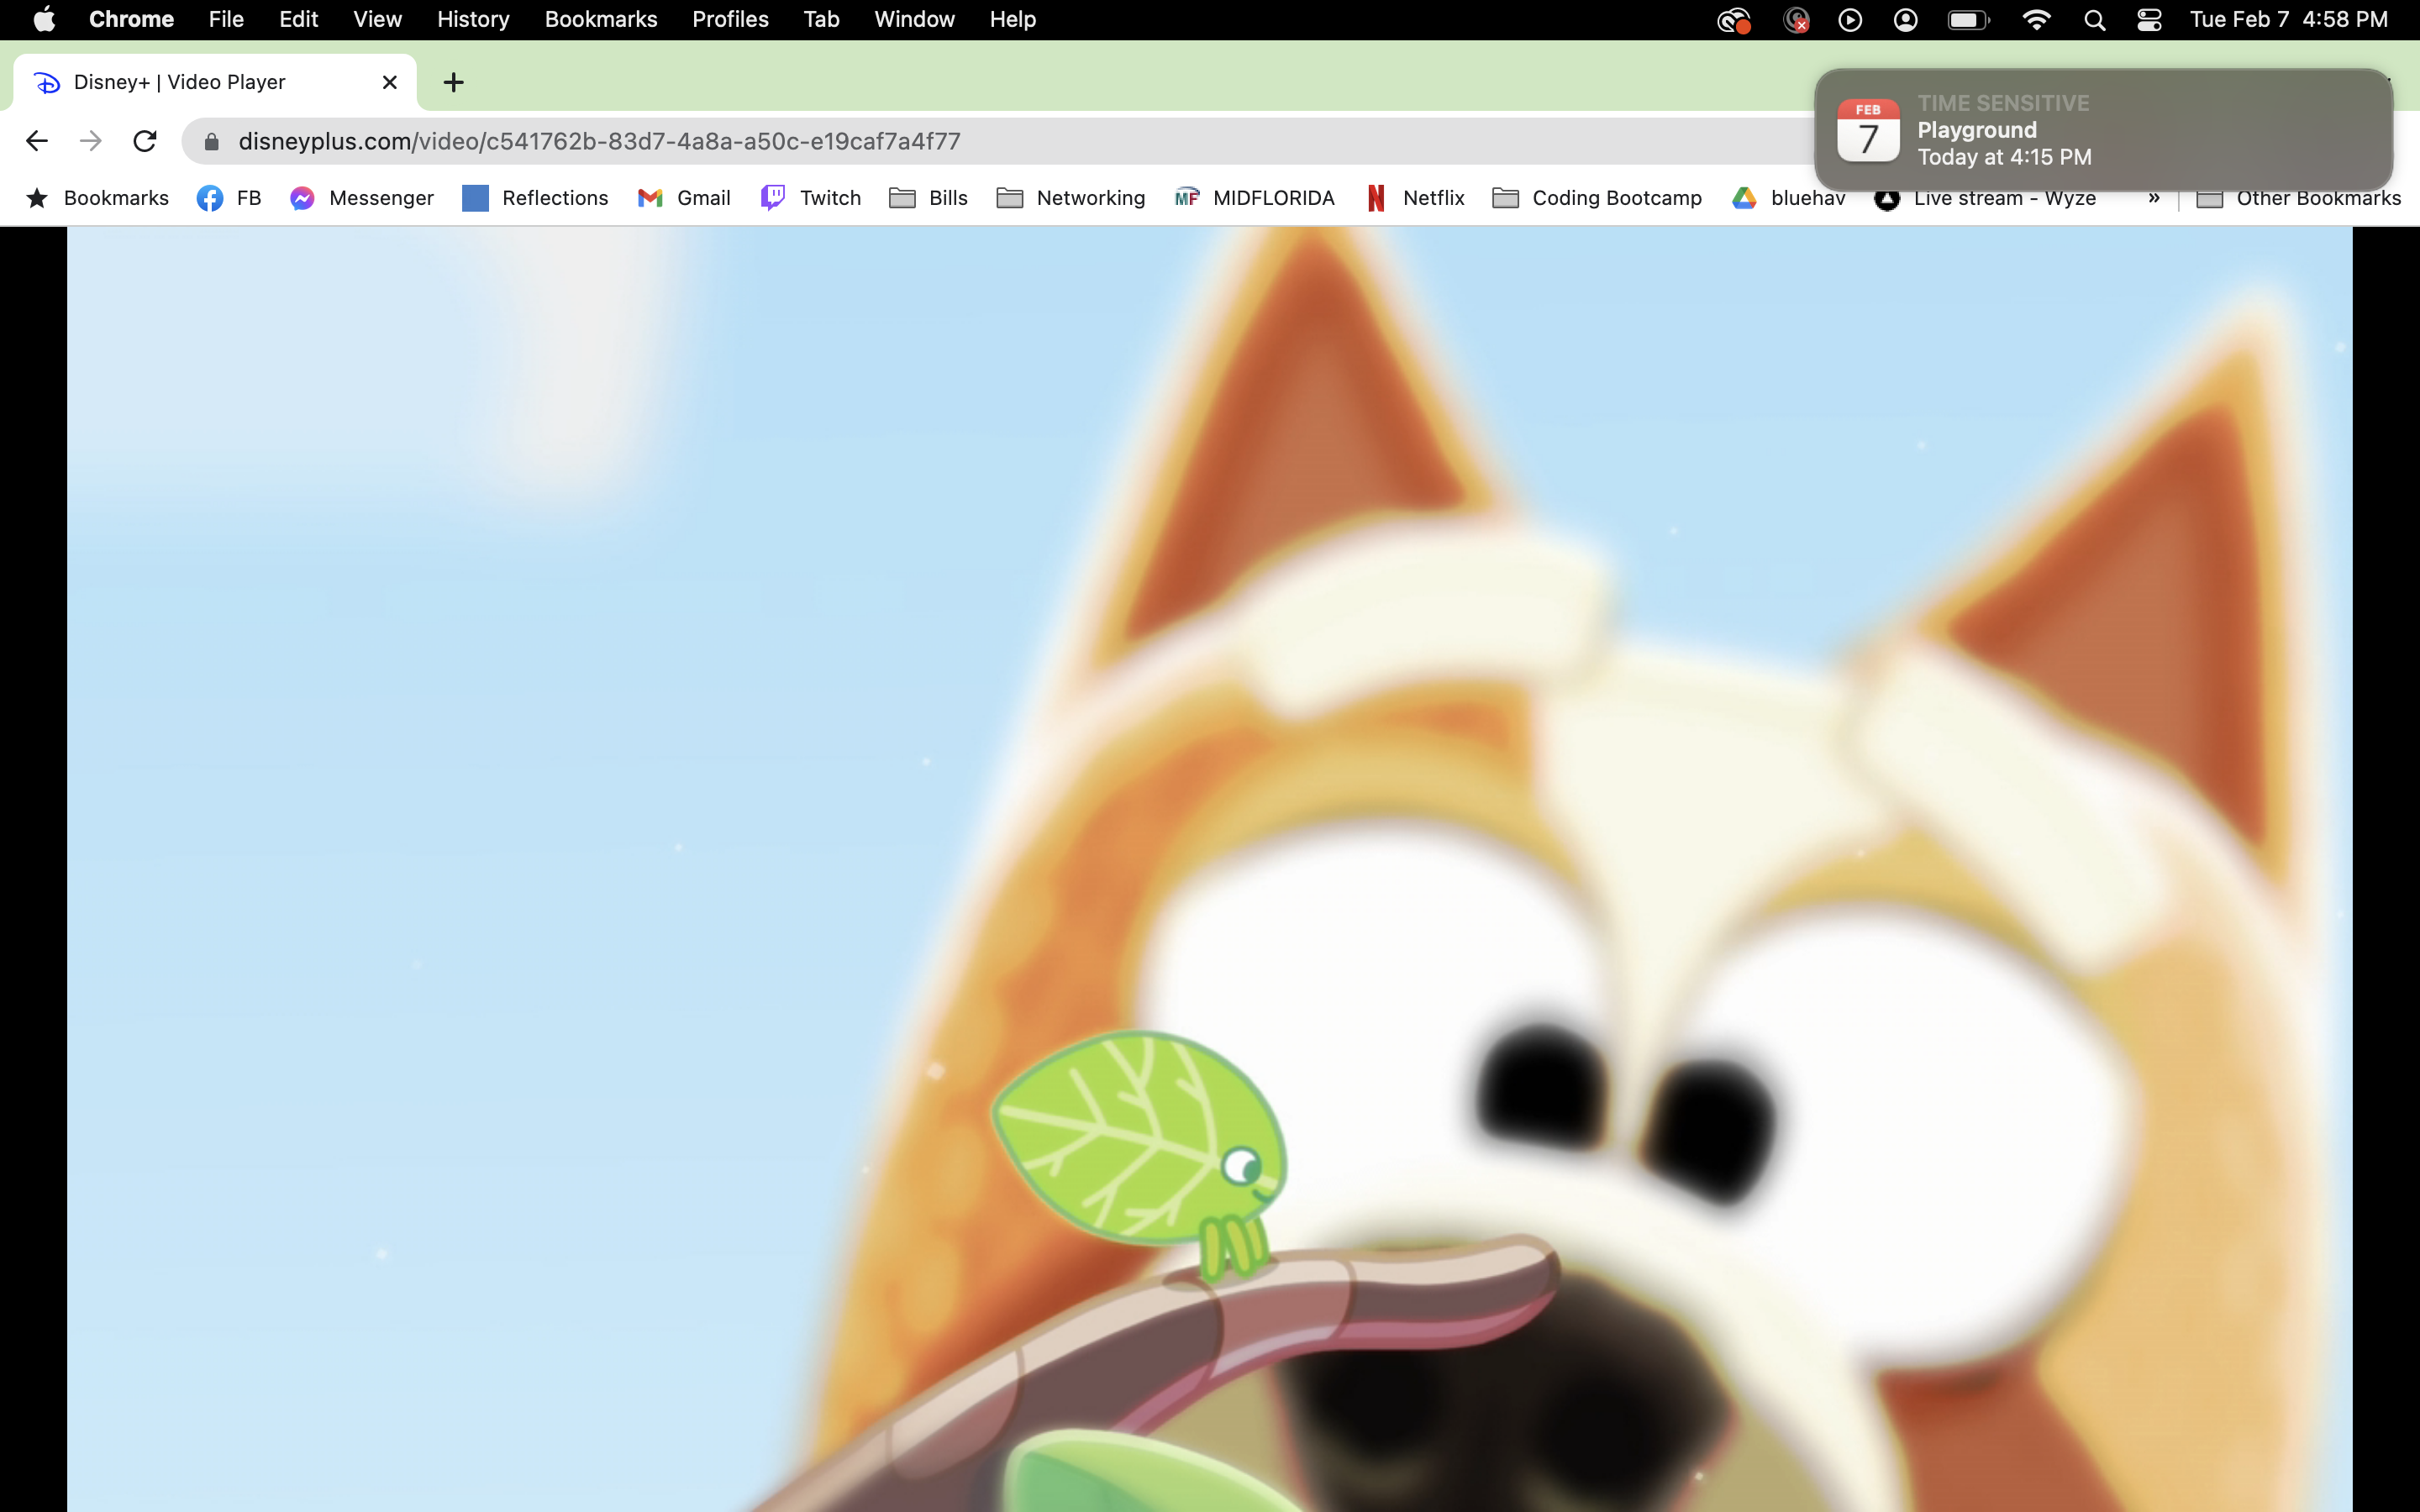 Chrome File Edit View History Bookmarks Profiles Tab Window Help Tue Feb 7 4:58 PM
Disney+ | Video Player
TIME SENSITIVE
FEB
7
Playground
Today at 4:15 PM
disneyplus.com/video/c541762b-83d7-4a8a-a50c-e19caf7a4f77
Bookmarks FB Messenger Reflections Gmail Twitch Bills Networking MF MIDFLORIDA Netflix Coding Bootcamp bluehav Live stream - Wyze » Other Bookmarks